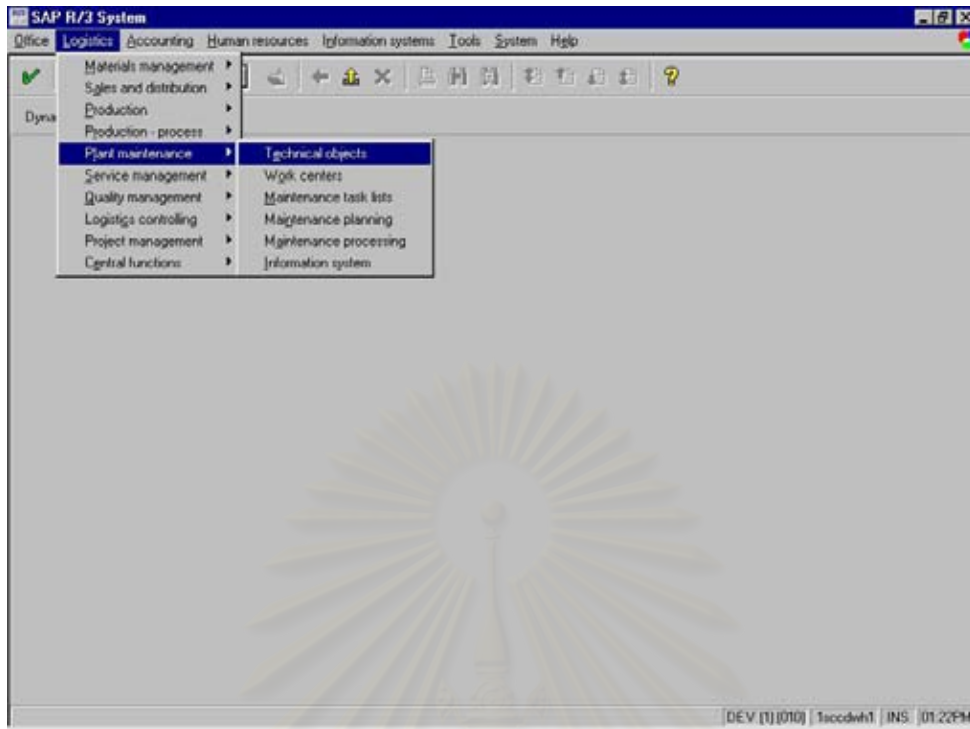 SAP R/3 System
Office Logistics Accounting Human resources Information systems Tools System Help
Materials management
Sales and distribution
Dyna
Production
Production - process
Plant maintenance
Technical objects
Service management
Work centers
Quality management
Maintenance task lists
Logistics controlling
Maintenance planning
Project management
Maintenance processing
Central functions
Information system
DEV (1) (010) 1sccdwh1 INS 01:22PM